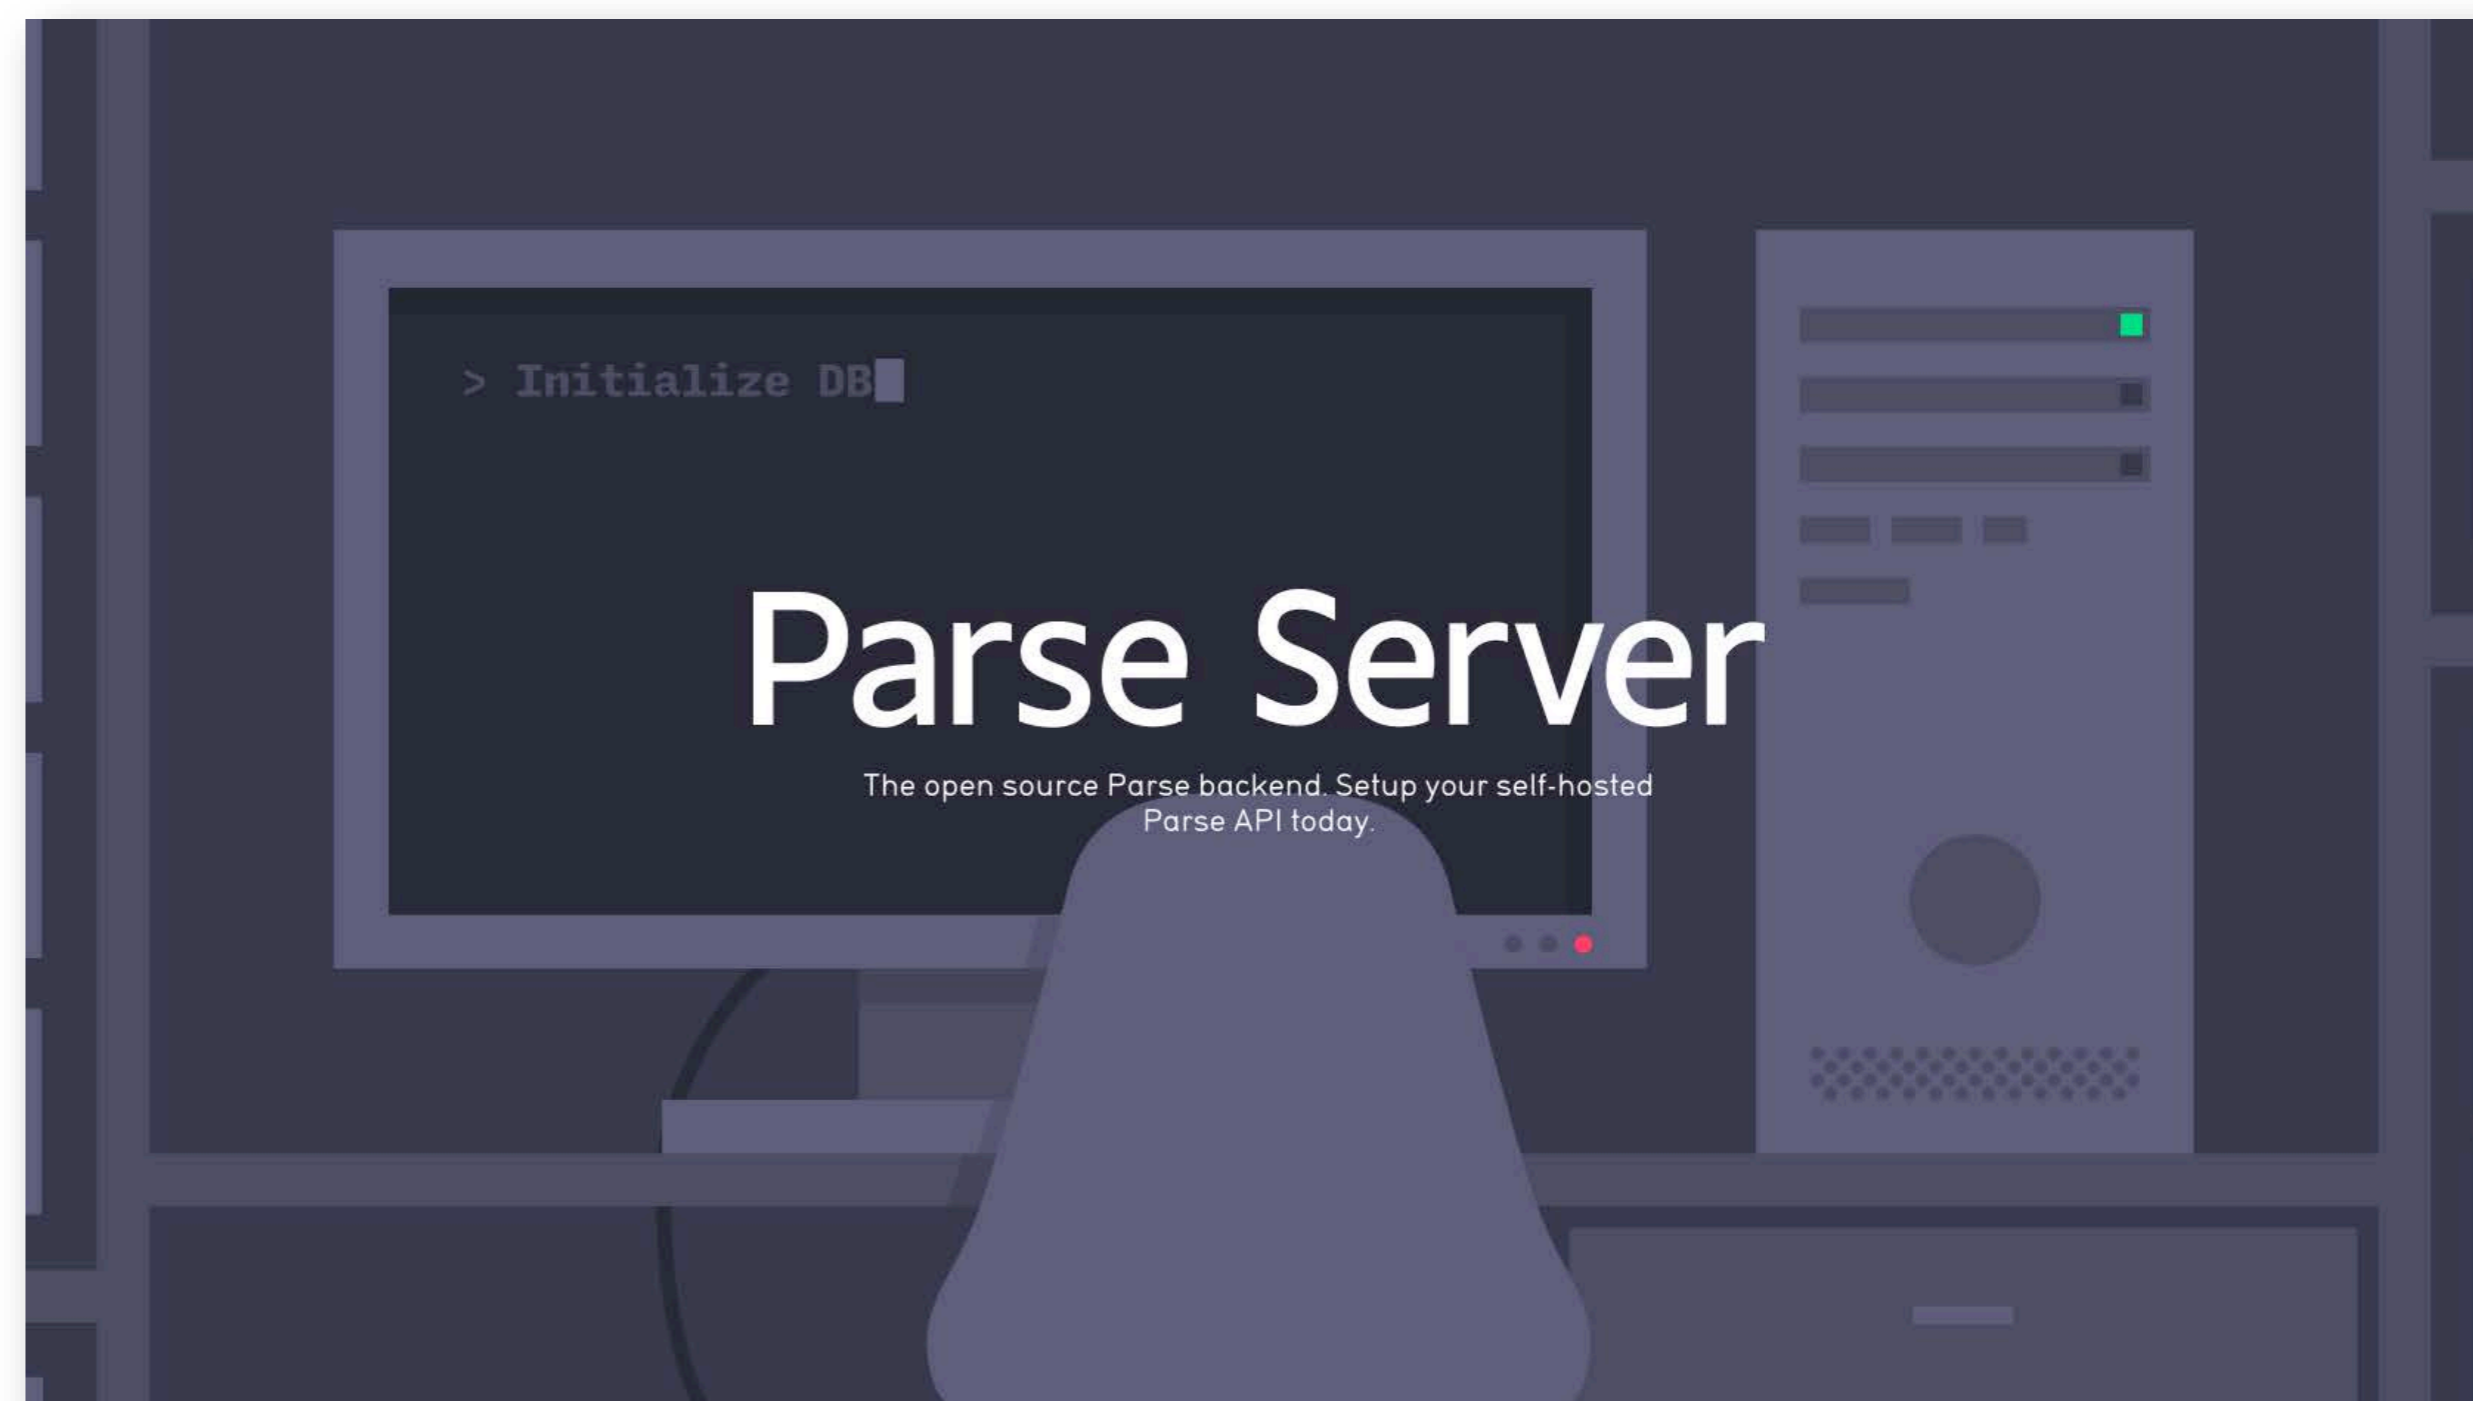 > Initialize DB
Parse Server
The open source Parse backend. Setup your self-hosted
Parse API today.